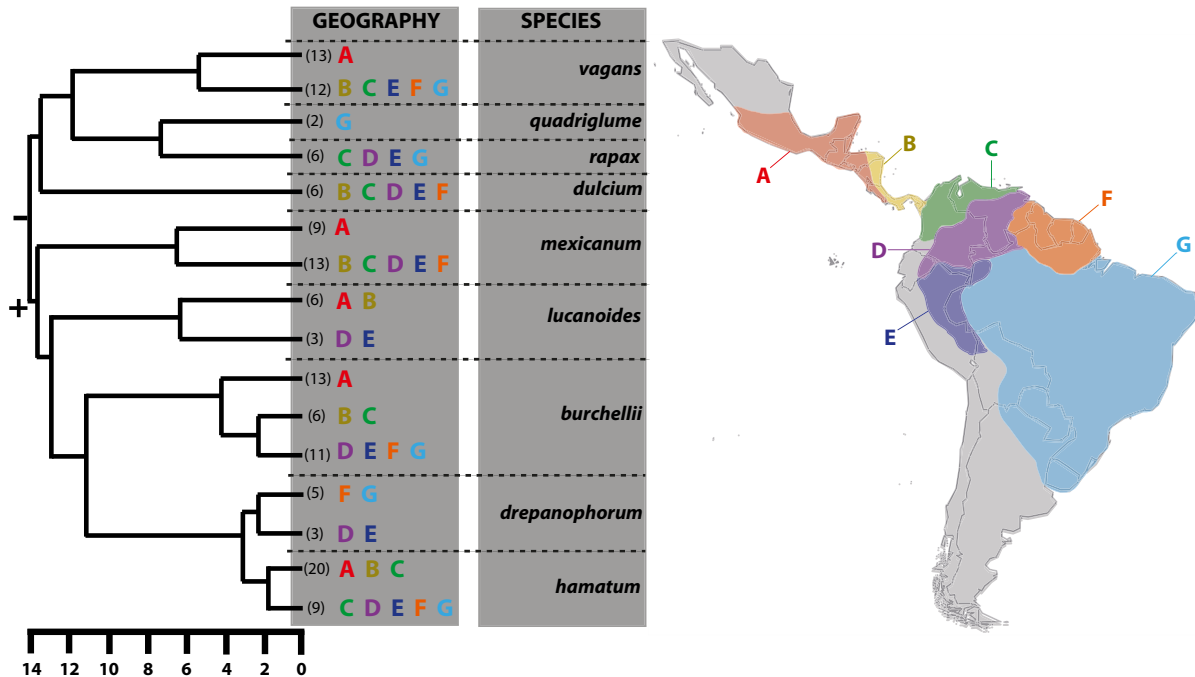 GEOGRAPHY SPECIES
(13) A
vagans
(12) B C E F G
(2) G quadriglume
(6) C D E G rapax
(6) B C D E F dulcium
(9) A
mexicanum
(13) B C D E F
(6) A B
lucanoides
(3) D E
(13) A
(6) B C burchellii
(11) D E F G
(5) F G
drepanophorum
(3) D E
(20) A B C
hamatum
(9) C D E F G
+
14 12 10 8 6 4 2 0
A
B
C
D
E
F
G